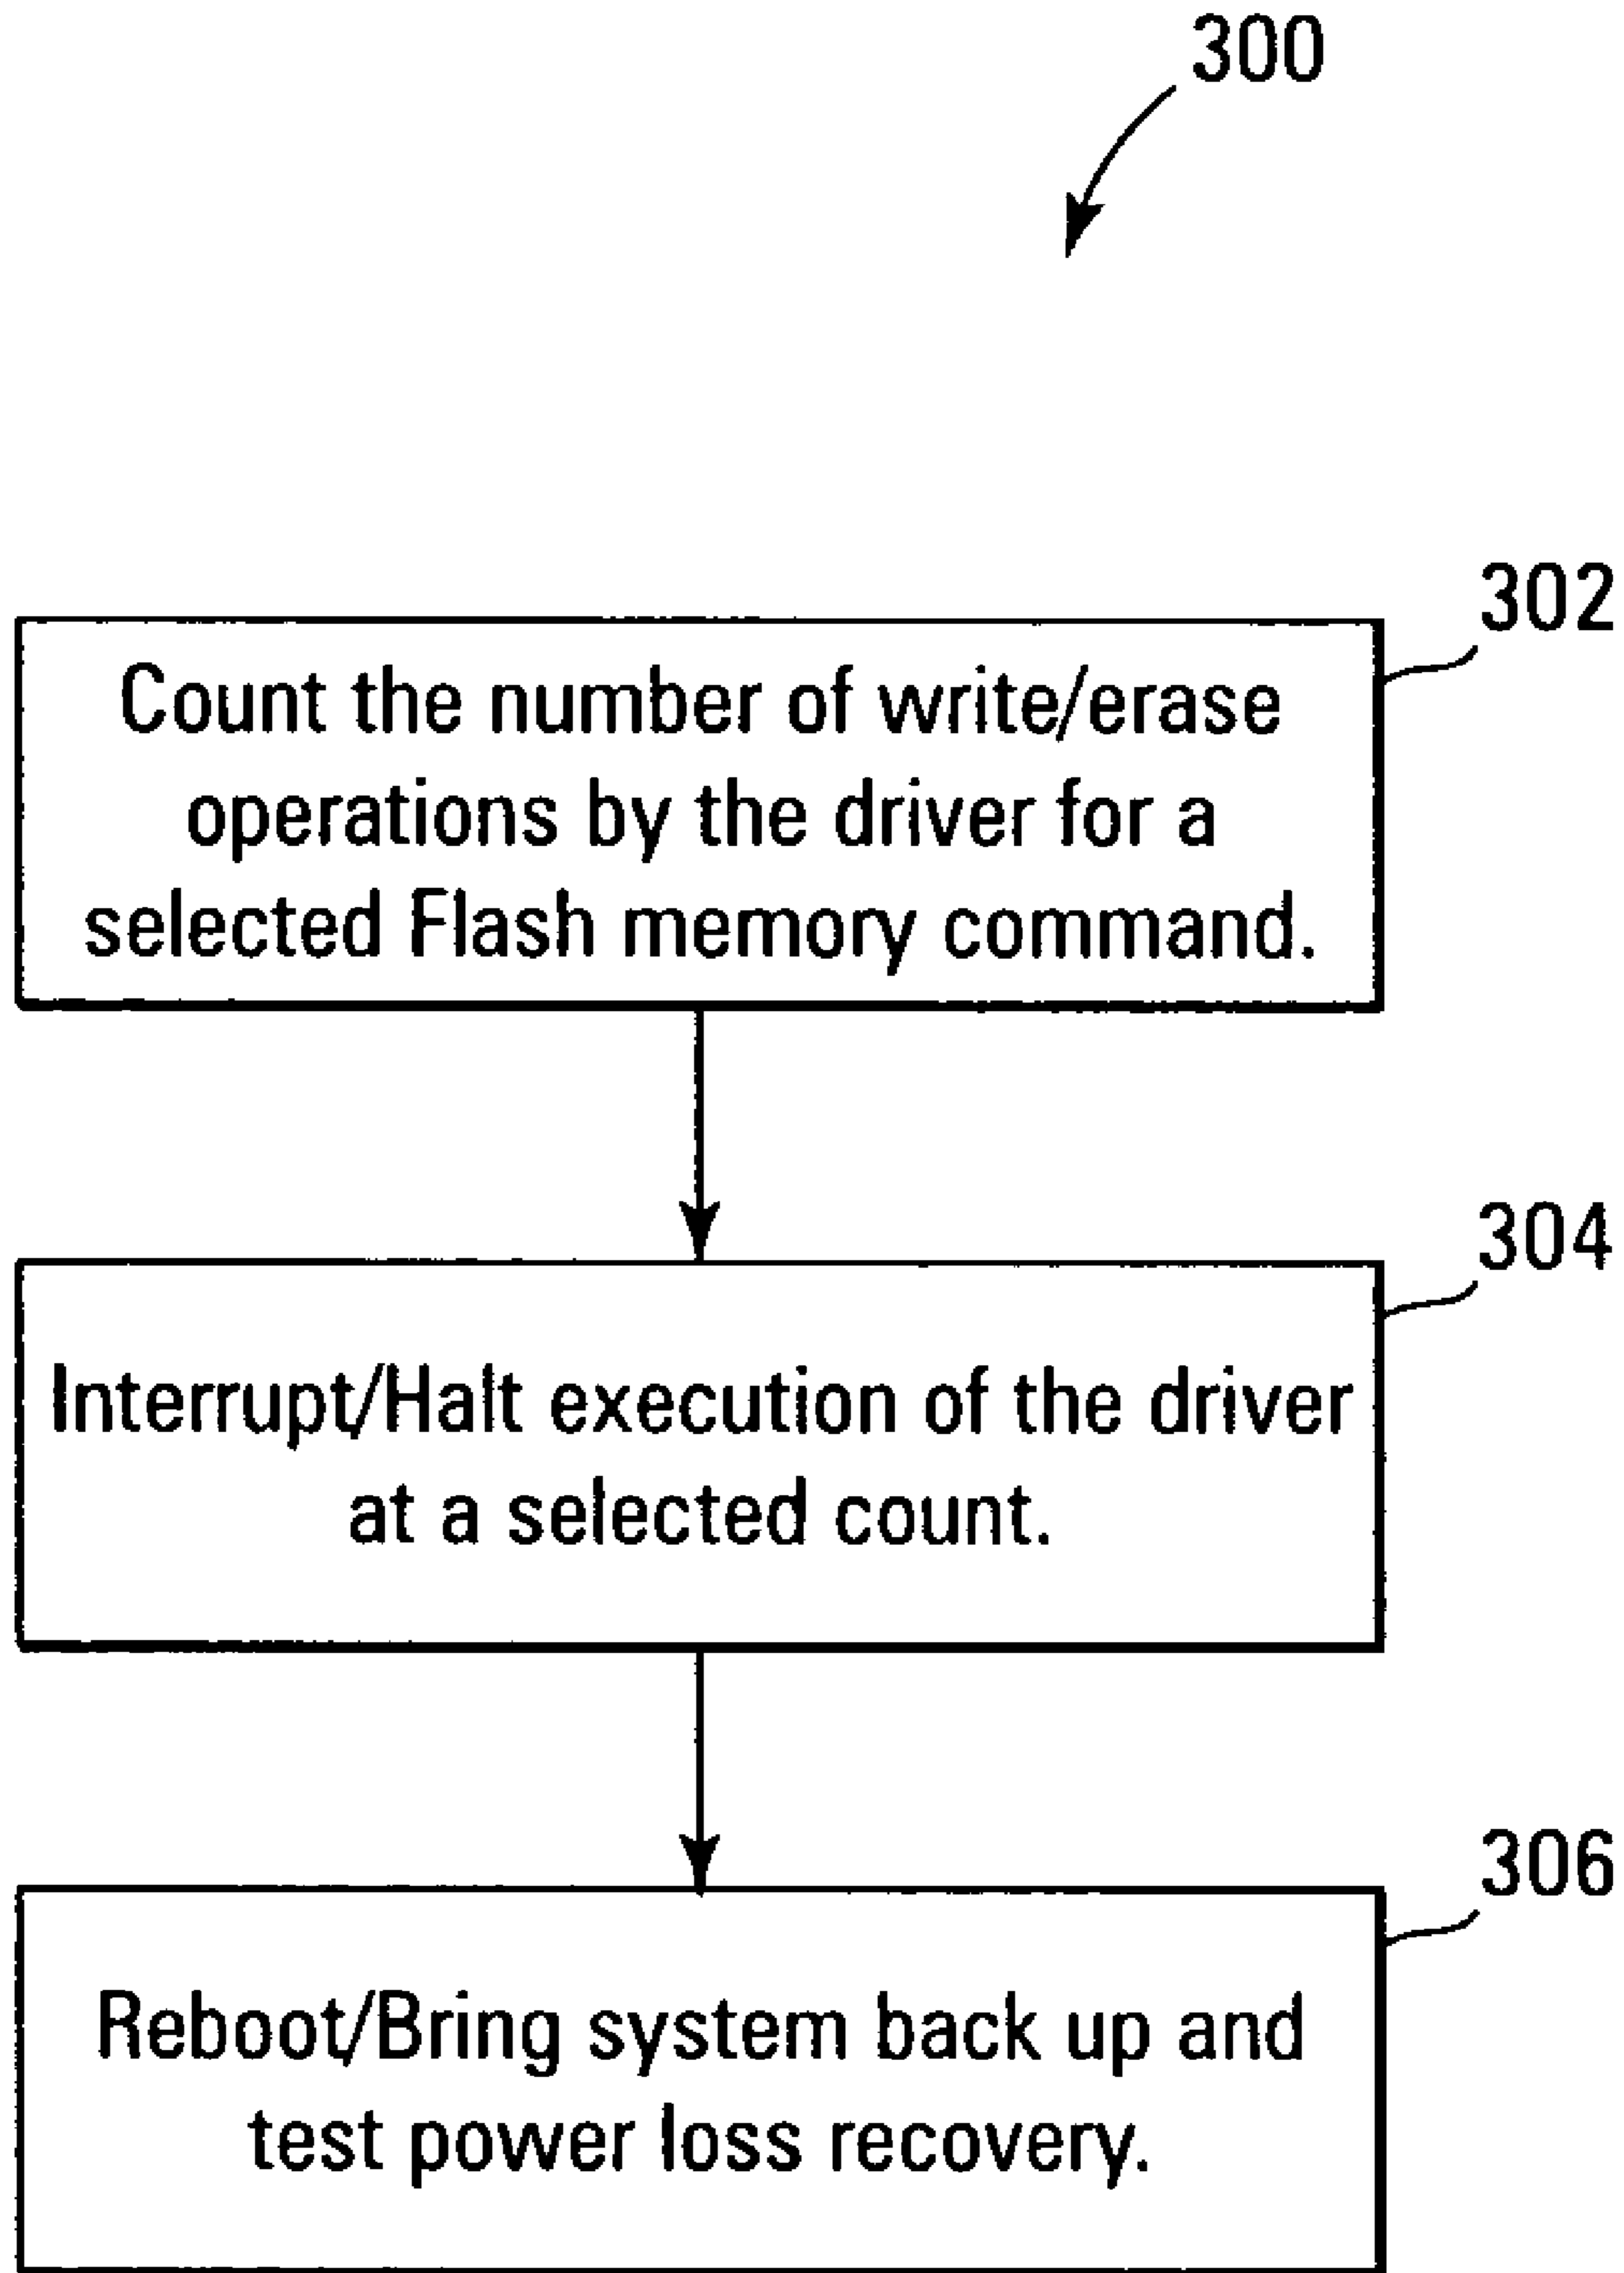 300
302
Count the number of write/erase
operations by the driver for a
selected Flash memory command.
304
Interrupt/Halt execution of the driver
at a selected count.
306
Reboot/Bring system back up and
test power loss recovery.